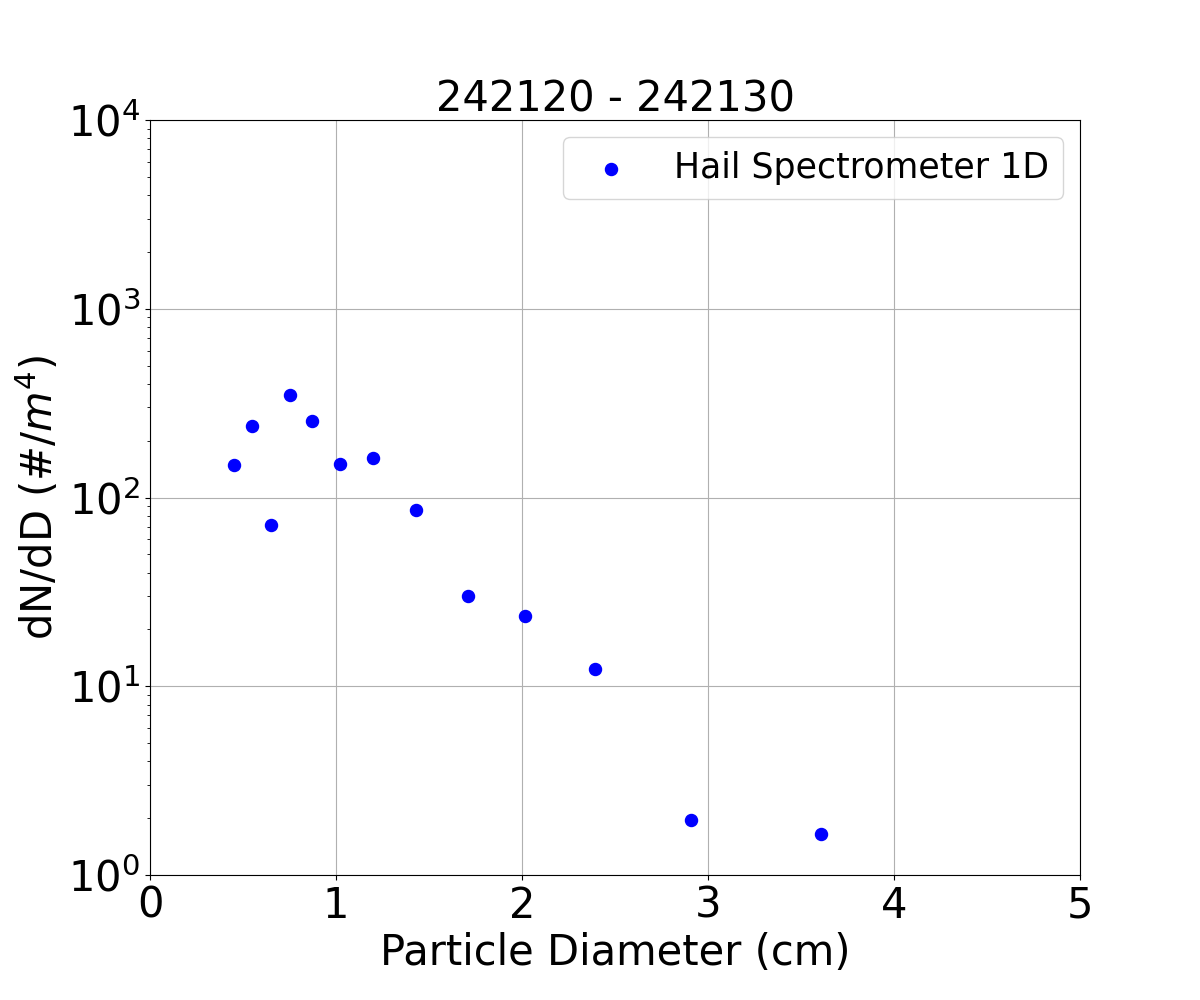 242120 - 242130
Hail Spectrometer 1D
dN/dD (#/m⁴)
10⁴
10³
10²
10¹
10⁰
0 1 2 3 4 5
Particle Diameter (cm)